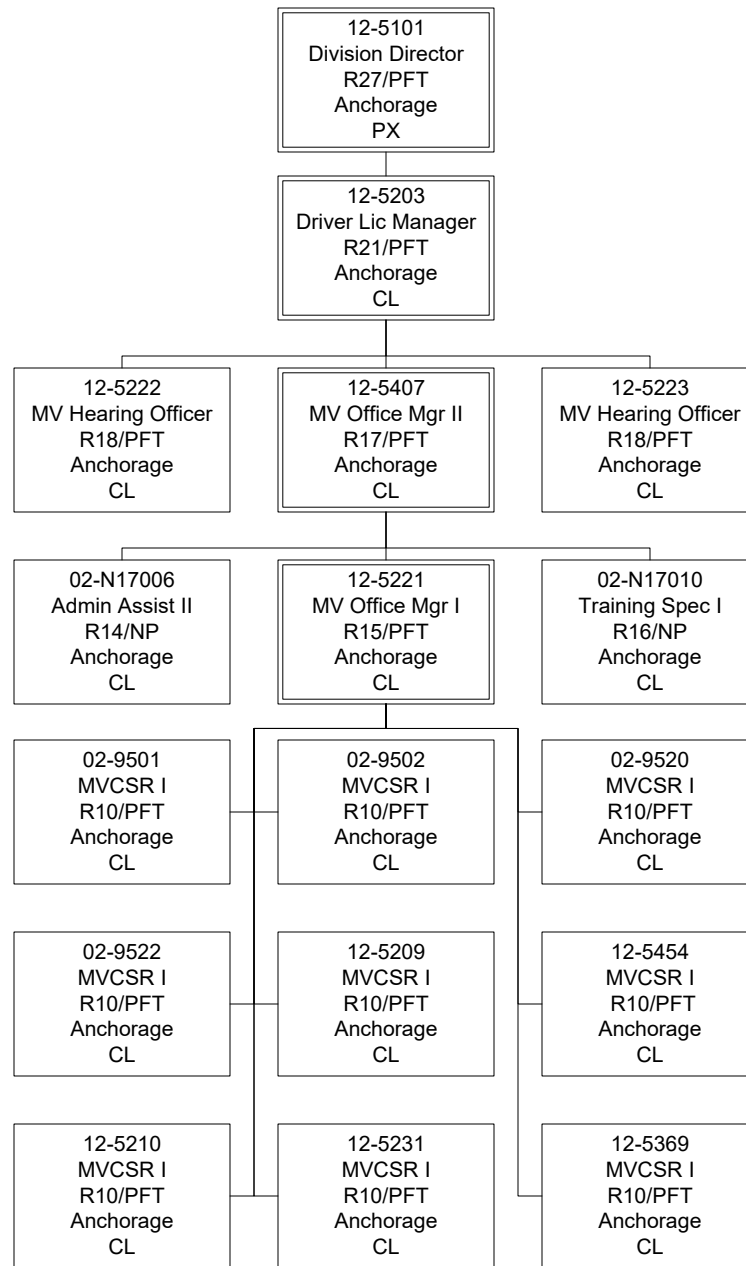 12-5101
Division Director
R27/PFT
Anchorage
PX
12-5203
Driver Lic Manager
R21/PFT
Anchorage
CL
12-5222
MV Hearing Officer
R18/PFT
Anchorage
CL
12-5407
MV Office Mgr II
R17/PFT
Anchorage
CL
12-5223
MV Hearing Officer
R18/PFT
Anchorage
CL
02-N17006
Admin Assist II
R14/NP
Anchorage
CL
12-5221
MV Office Mgr I
R15/PFT
Anchorage
CL
02-N17010
Training Spec I
R16/NP
Anchorage
CL
02-9501
MVCSR I
R10/PFT
Anchorage
CL
02-9502
MVCSR I
R10/PFT
Anchorage
CL
02-9520
MVCSR I
R10/PFT
Anchorage
CL
02-9522
MVCSR I
R10/PFT
Anchorage
CL
12-5209
MVCSR I
R10/PFT
Anchorage
CL
12-5454
MVCSR I
R10/PFT
Anchorage
CL
12-5210
MVCSR I
R10/PFT
Anchorage
CL
12-5231
MVCSR I
R10/PFT
Anchorage
CL
12-5369
MVCSR I
R10/PFT
Anchorage
CL